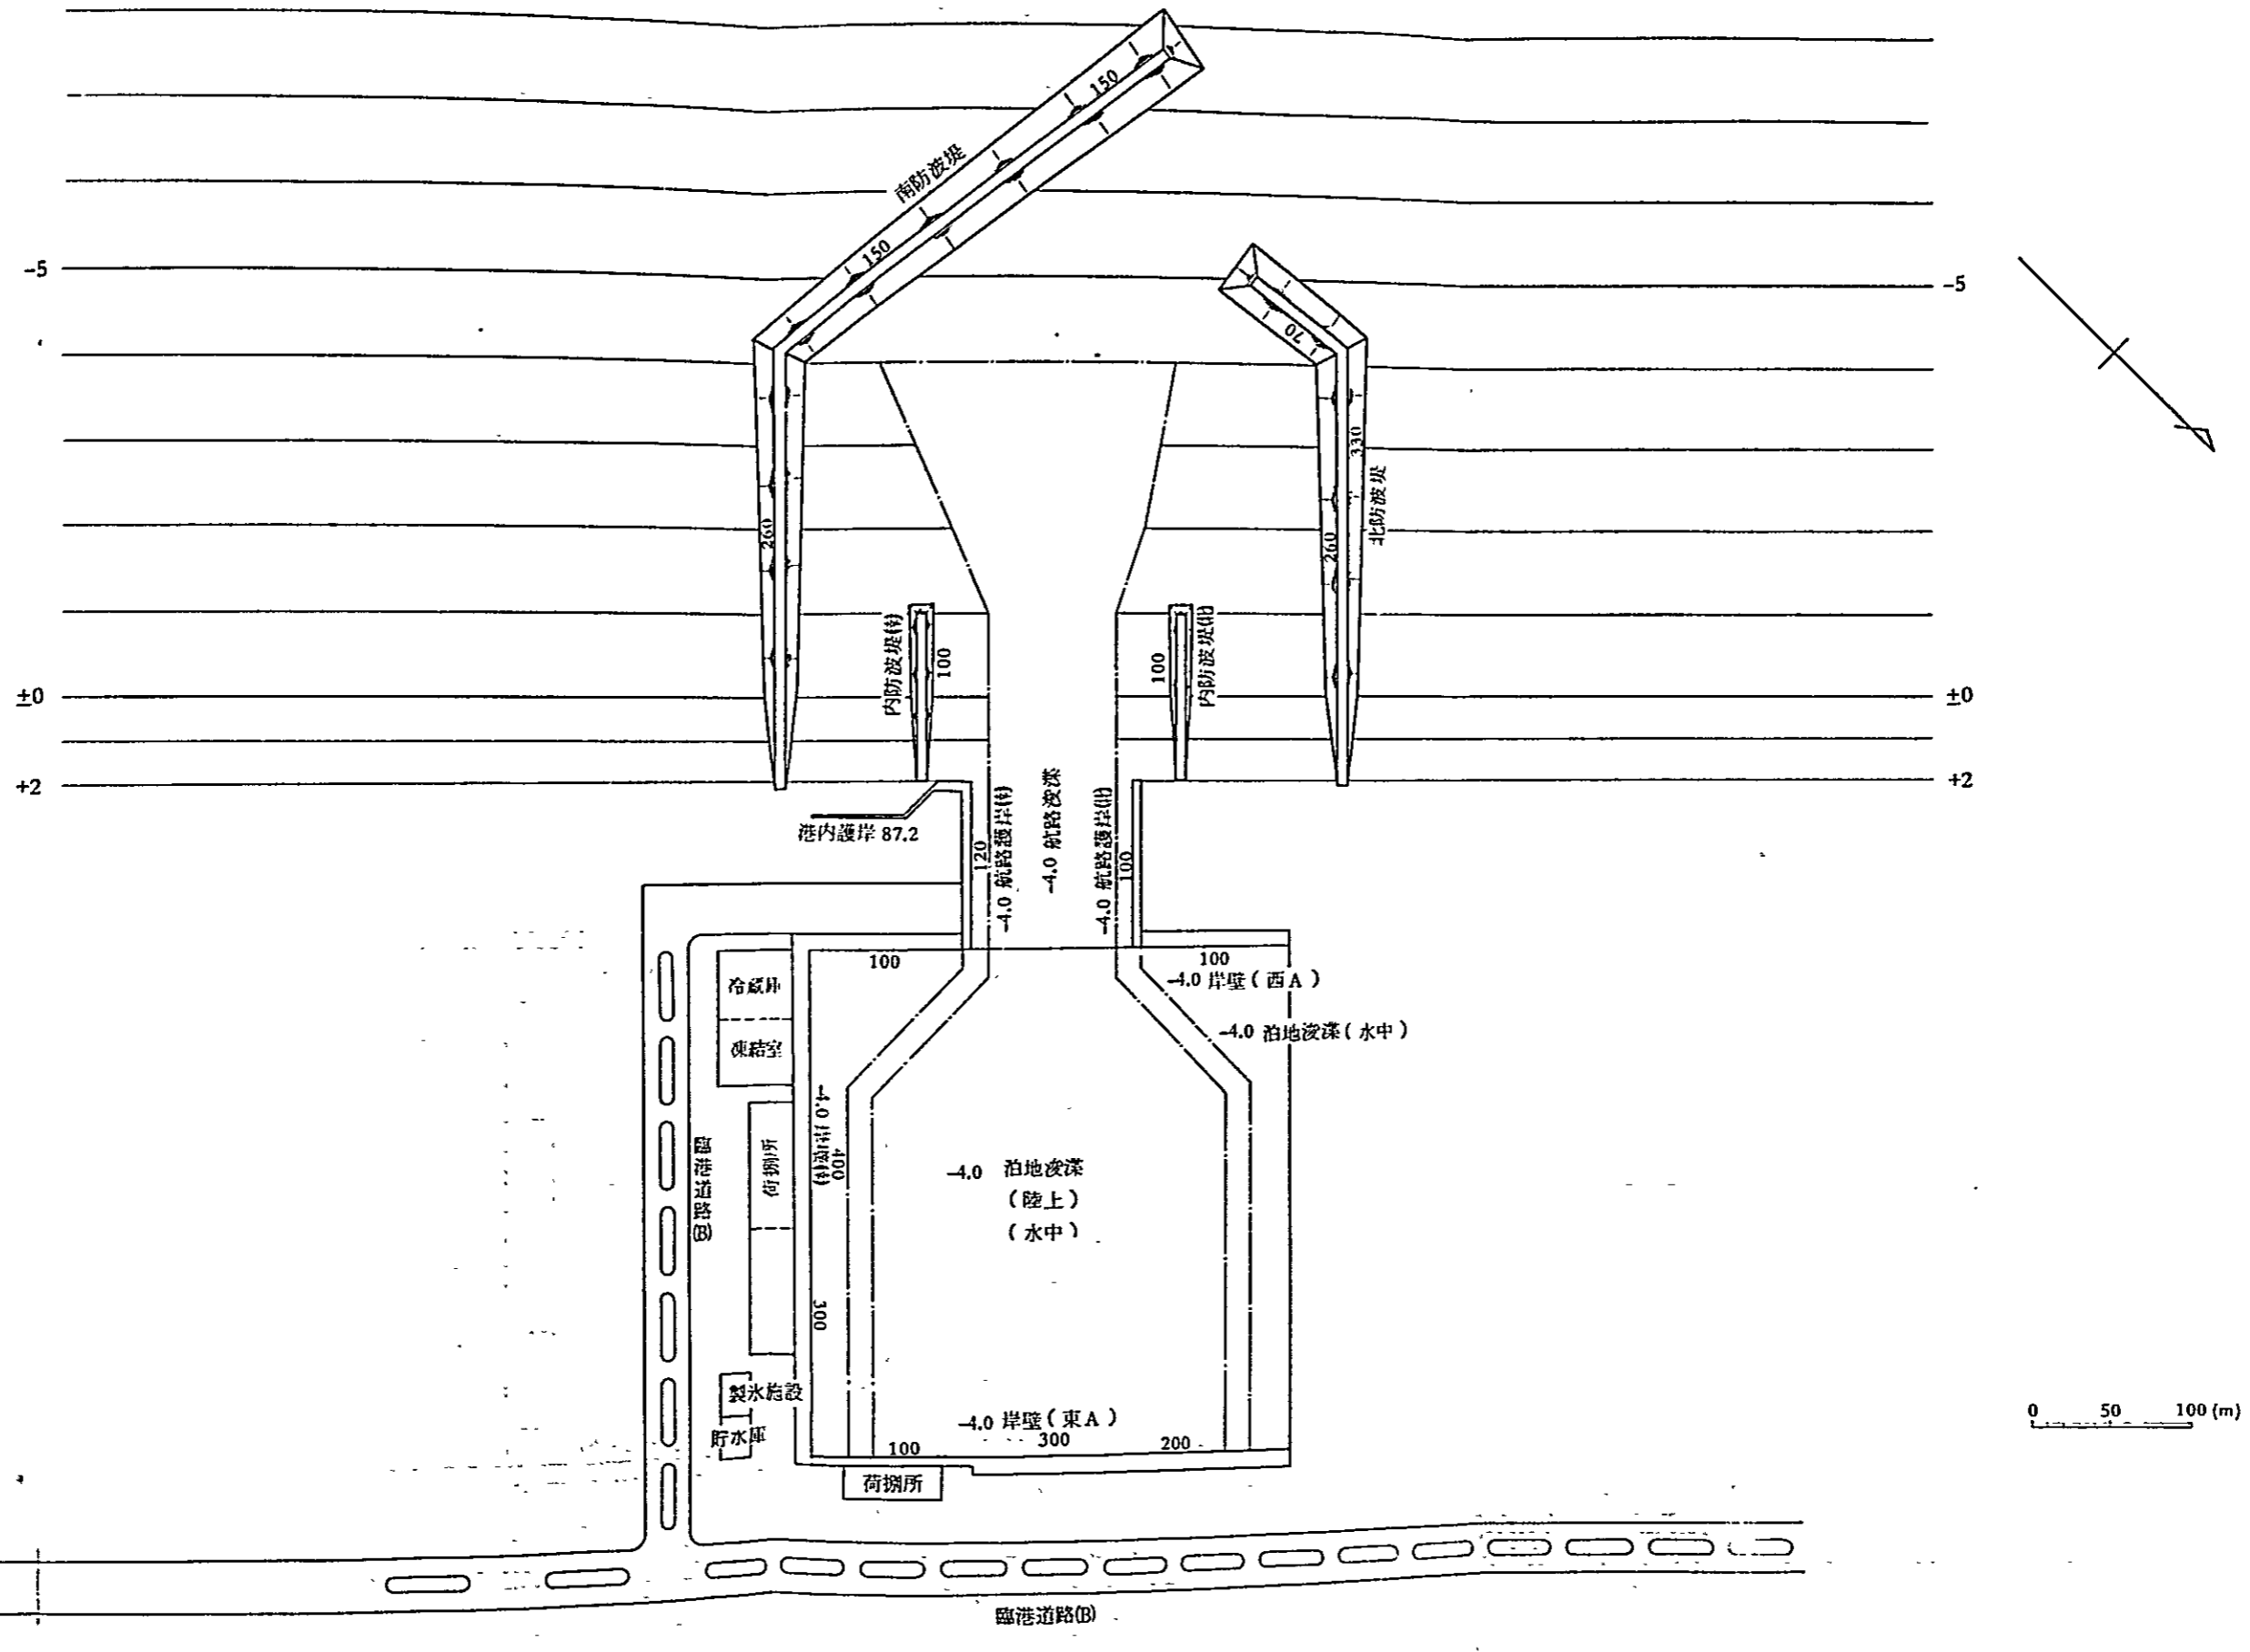 150
南防波堤
150
-5
-5
70
330
北防波堤
260
260
内防波堤
100
100
内防波堤
±0
±0
+2
+2
港内護岸 87.2
120
-4.0 航路護岸
-4.0 航路浚渫
-4.0 航路護岸
100
100
100
-4.0 岸壁(西A)
-4.0 泊地浚渫(水中)
冷蔵庫
凍結室
臨港道路(B)
荷捌所
-4.0 岸壁
400
-4.0 泊地浚渫
(陸上)
(水中)
300
製氷施設
貯氷庫
-4.0 岸壁(東A)
100
300
200
荷捌所
臨港道路(B)
0 50 100 (m)